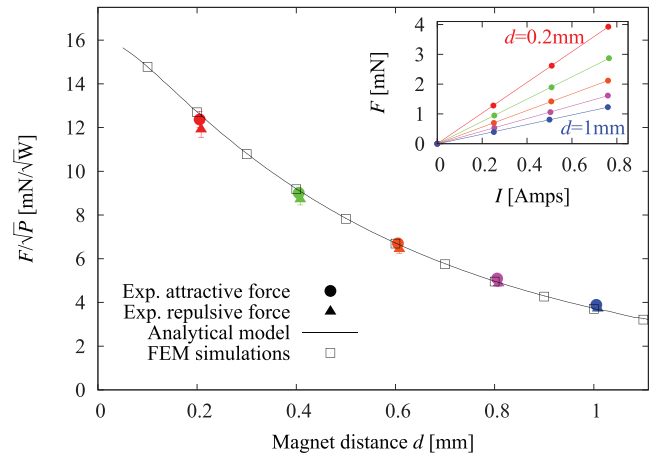 16
14
12
10
8
6
4
2
0
F/√P [mN/√W]
0
0.2
0.4
0.6
0.8
1
Magnet distance d [mm]
Exp. attractive force
Exp. repulsive force
Analytical model
FEM simulations
4
3
2
1
0
F [mN]
d=0.2mm
d=1mm
0
0.2
0.4
0.6
0.8
I [Amps]